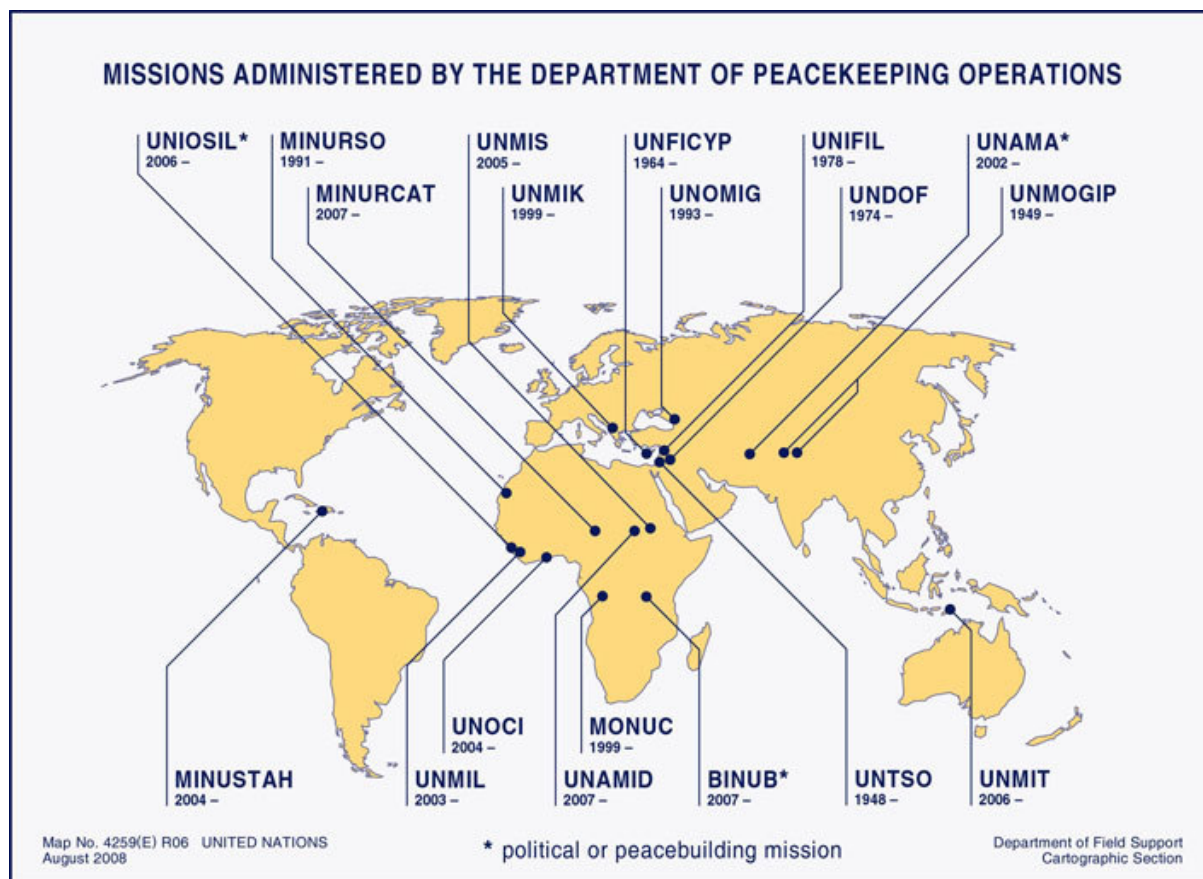 MISSIONS ADMINISTERED BY THE DEPARTMENT OF PEACEKEEPING OPERATIONS
UNIOSIL*
2006 –
MINURSO
1991 –
UNMIS
2005 –
UNFICYP
1964 –
UNIFIL
1978 –
UNAMA*
2002 –
MINURCAT
2007 –
UNMIK
1999 –
UNOMIG
1993 –
UNDOF
1974 –
UNMOGIP
1949 –
UNOCI
2004 –
MONUC
1999 –
MINUSTAH
2004 –
UNMIL
2003 –
UNAMID
2007 –
BINUB*
2007 –
UNTSO
1948 –
UNMIT
2006 –
Map No. 4259(E) R06 UNITED NATIONS
August 2008
* political or peacebuilding mission
Department of Field Support
Cartographic Section